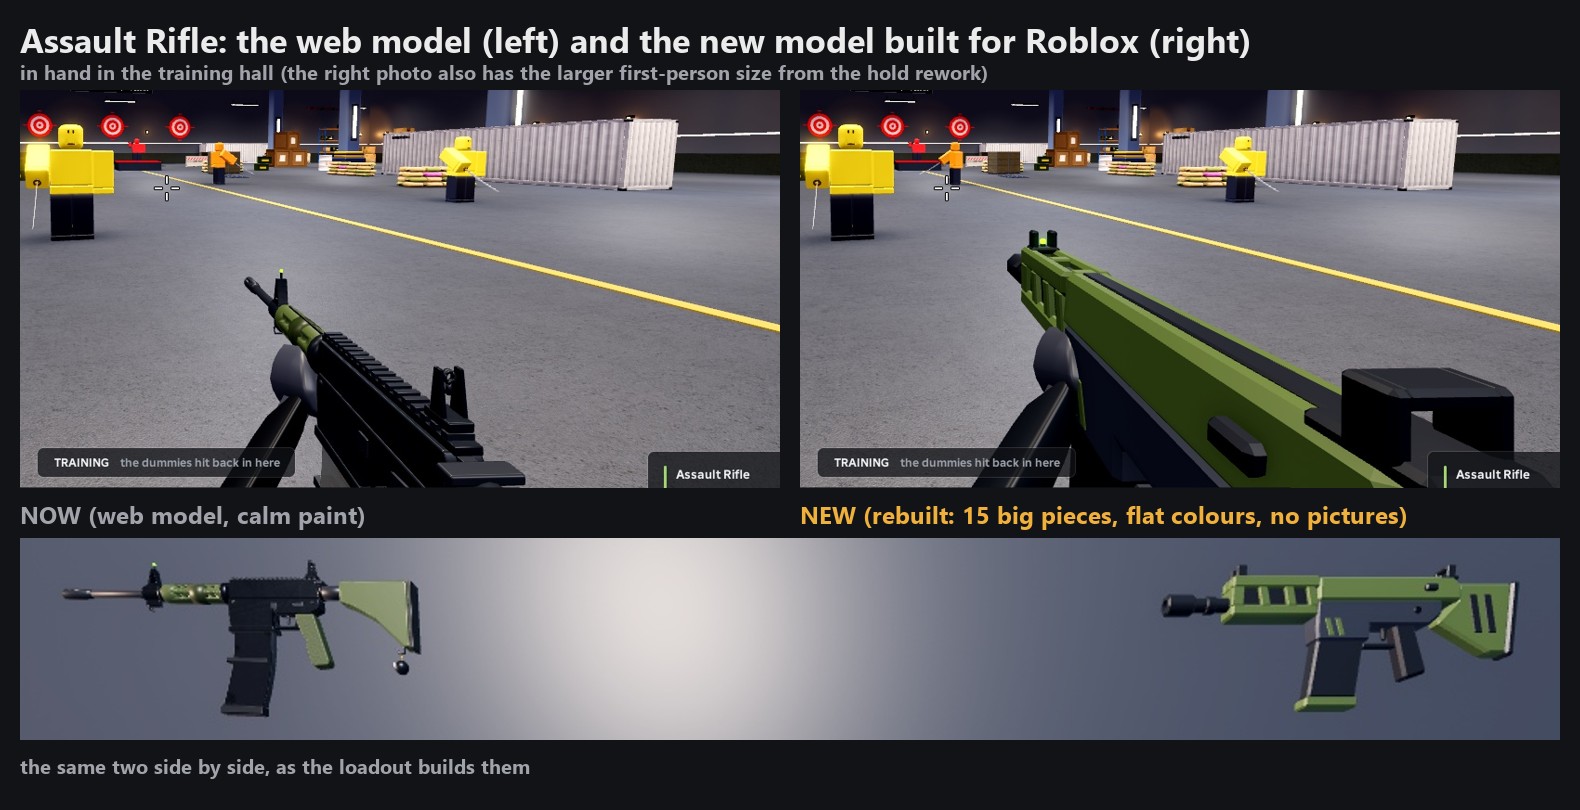 Assault Rifle: the web model (left) and the new model built for Roblox (right)
in hand in the training hall (the right photo also has the larger first-person size from the hold rework)
TRAINING the dummies hit back in here
Assault Rifle
TRAINING the dummies hit back in here
Assault Rifle
NOW (web model, calm paint)
NEW (rebuilt: 15 big pieces, flat colours, no pictures)
the same two side by side, as the loadout builds them